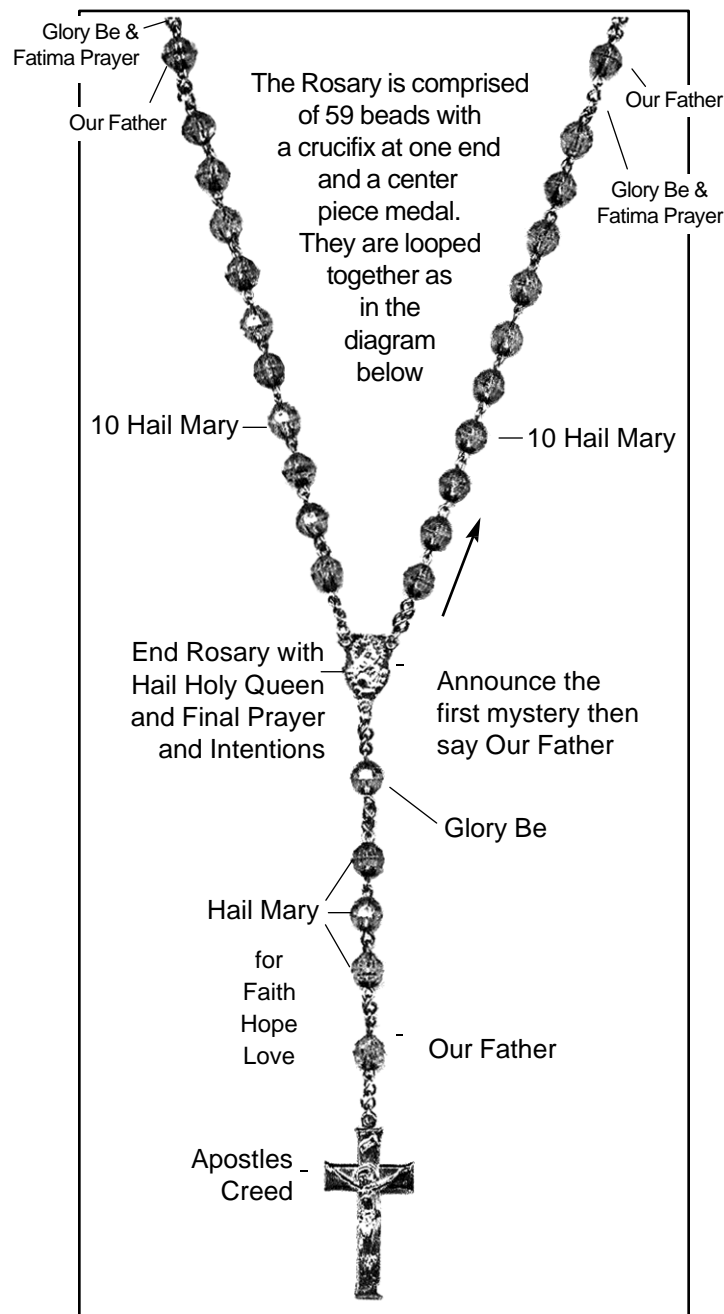 Glory Be &
Fatima Prayer
Our Father
The Rosary is comprised
of 59 beads with
a crucifix at one end
and a center
piece medal.
They are looped
together as
in the
diagram
below
Our Father
Glory Be &
Fatima Prayer
10 Hail Mary
10 Hail Mary
End Rosary with
Hail Holy Queen
and Final Prayer
and Intentions
Announce the
first mystery then
say Our Father
Glory Be
Hail Mary
for
Faith
Hope
Love
Our Father
Apostles
Creed